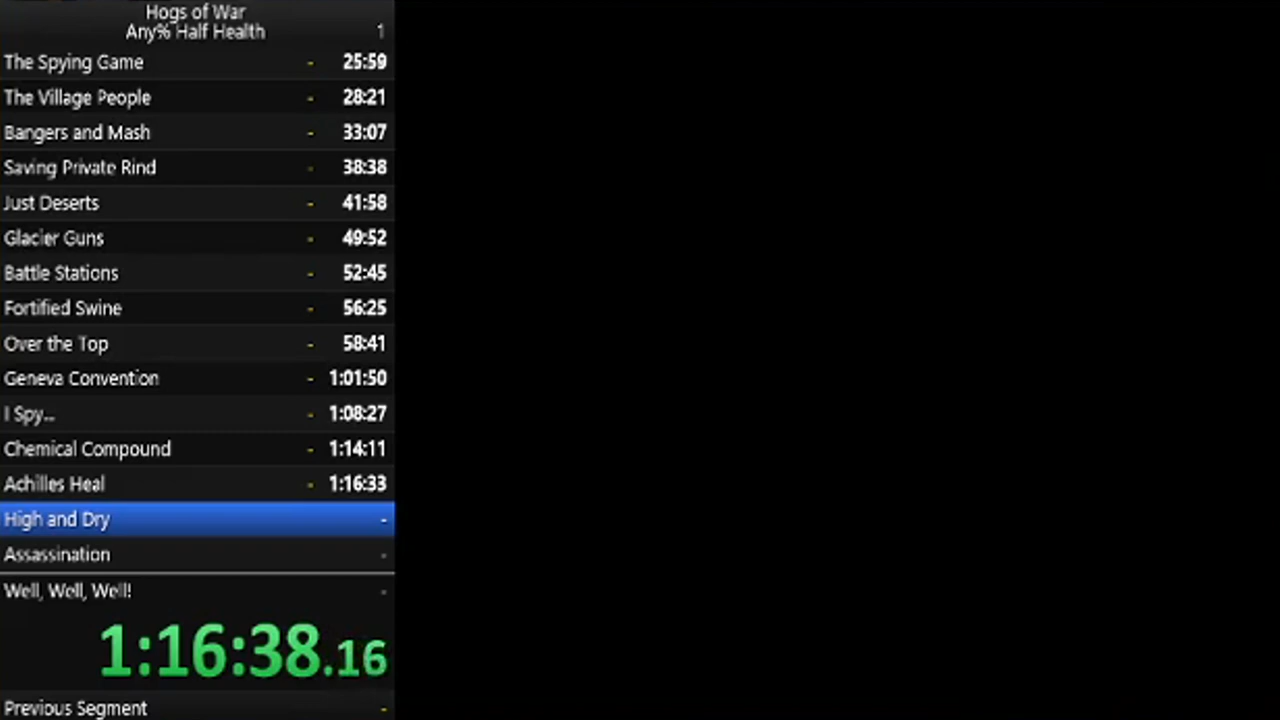 Hogs of War
Any% Half Health 1
The Spying Game - 25:59
The Village People - 28:21
Bangers and Mash - 33:07
Saving Private Rind - 38:38
Just Deserts - 41:58
Glacier Guns - 49:52
Battle Stations - 52:45
Fortified Swine - 56:25
Over the Top - 58:41
Geneva Convention - 1:01:50
I Spy... - 1:08:27
Chemical Compound - 1:14:11
Achilles Heal - 1:16:33
High and Dry -
Assassination -
Well, Well, Well! -
1:16:38.16
Previous Segment -